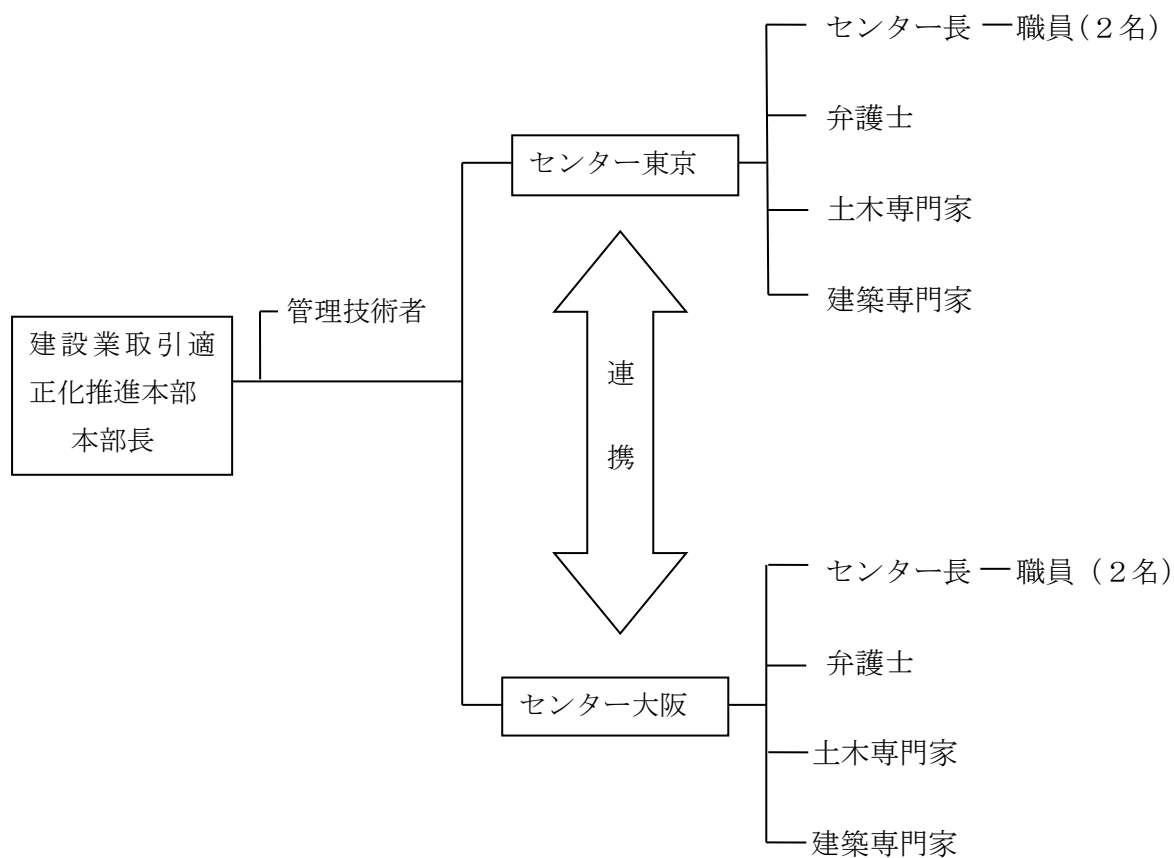 センター長 ー職員(2名)
弁護士
センター東京
土木専門家
建築専門家
管理技術者
建設業取引適
正化推進本部
本部長
連
携
センター長 ー職員 (2名)
弁護士
センター大阪
土木専門家
建築専門家